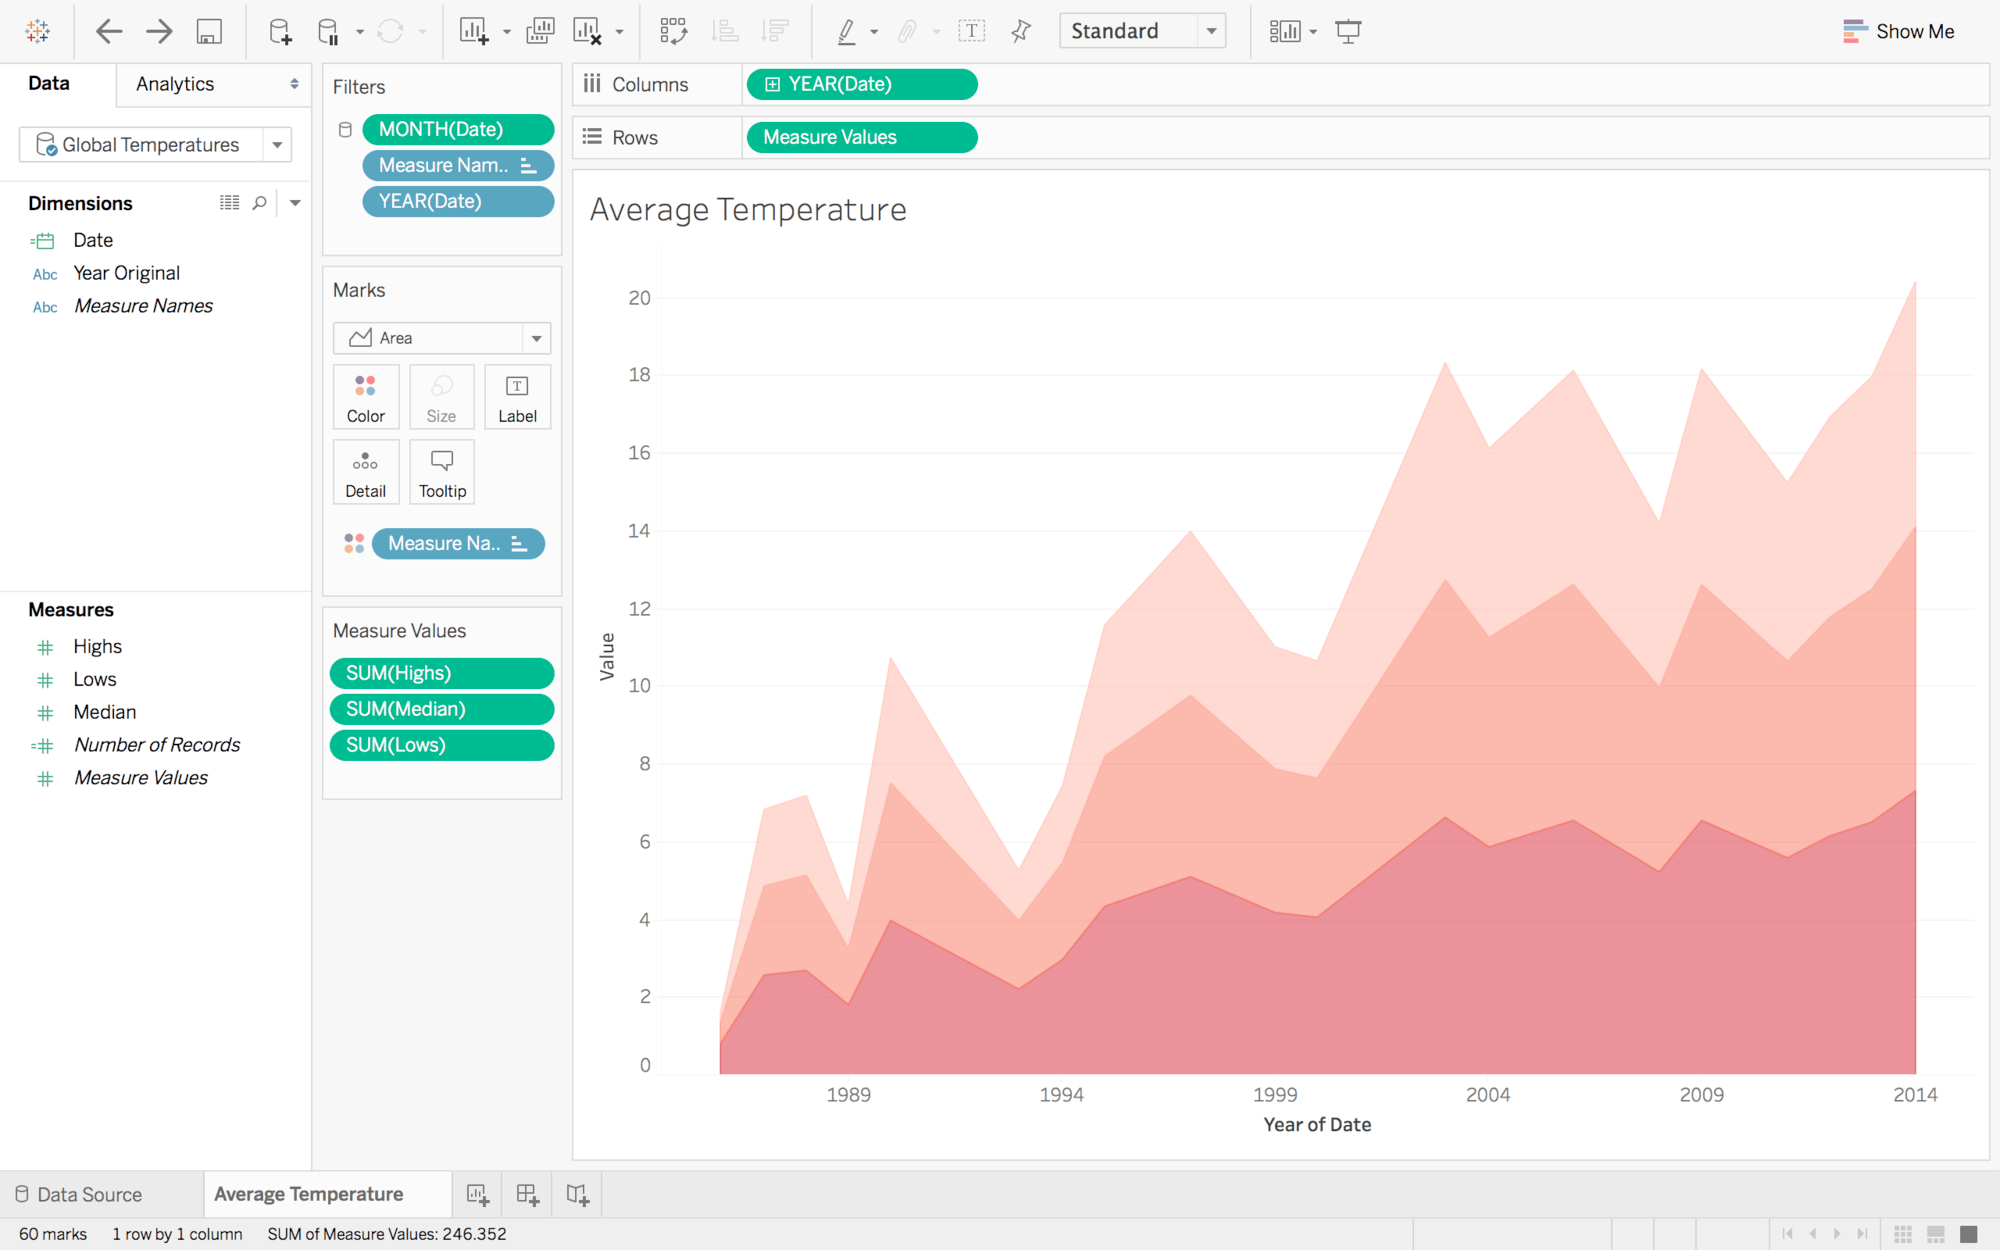 Standard
Show Me
Data
Analytics
Global Temperatures
Dimensions
Date
Abc Year Original
Abc Measure Names
Measures
Highs
Lows
Median
Number of Records
Measure Values
Filters
MONTH(Date)
Measure Nam..
YEAR(Date)
Marks
Area
Color
Size
T
Label
Detail
Tooltip
Measure Na..
Measure Values
SUM(Highs)
SUM(Median)
SUM(Lows)
Columns
YEAR(Date)
Rows
Measure Values
Average Temperature
20
18
16
14
12
10
8
6
4
2
0
Value
1989
1994
1999
2004
2009
2014
Year of Date
Data Source
Average Temperature
60 marks
1 row by 1 column
SUM of Measure Values: 246.352